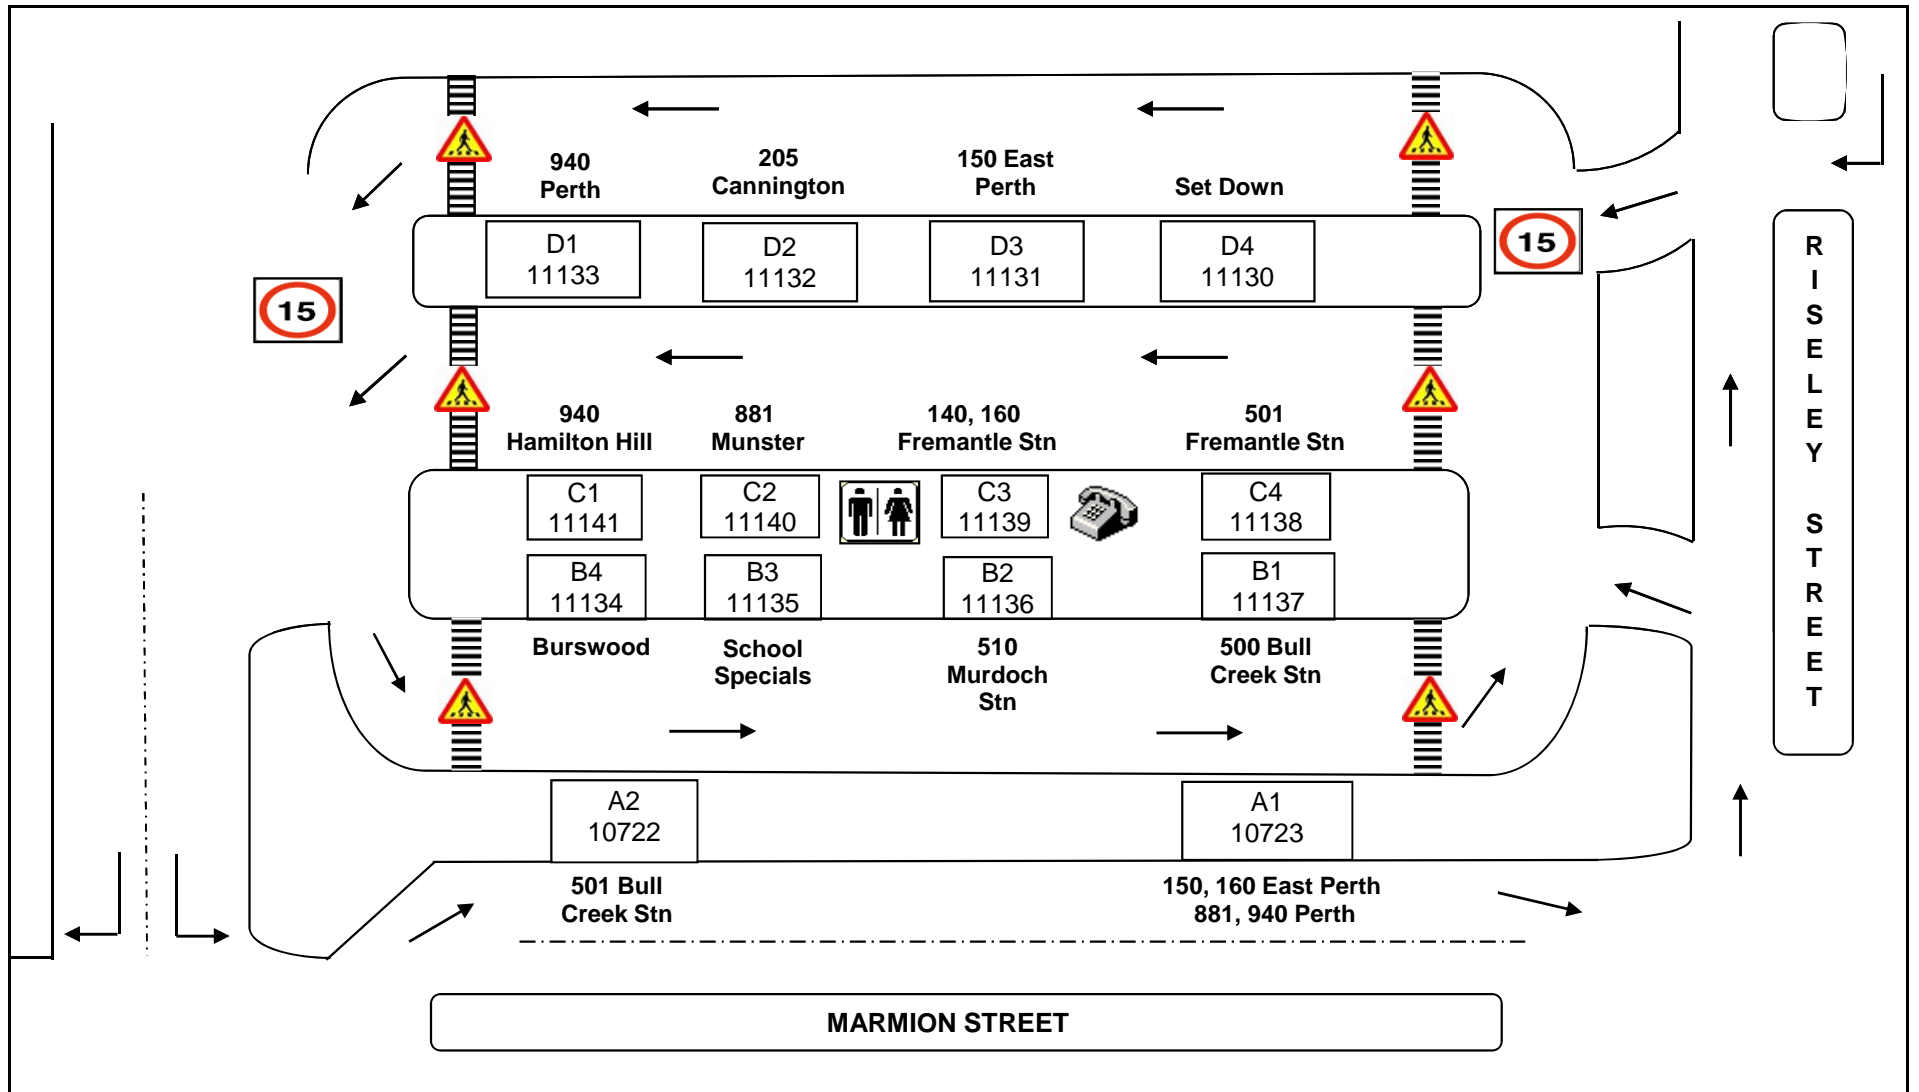 940
Perth
205
Cannington
150 East
Perth
Set Down
D1
11133
D2
11132
D3
11131
D4
11130
15
15
940
Hamilton Hill
881
Munster
140, 160
Fremantle Stn
501
Fremantle Stn
C1
11141
C2
11140
C3
11139
C4
11138
B4
11134
B3
11135
B2
11136
B1
11137
Burswood
School
Specials
510
Murdoch
Stn
500 Bull
Creek Stn
A2
10722
A1
10723
501 Bull
Creek Stn
150, 160 East Perth
881, 940 Perth
MARMION STREET
RISELEY STREET